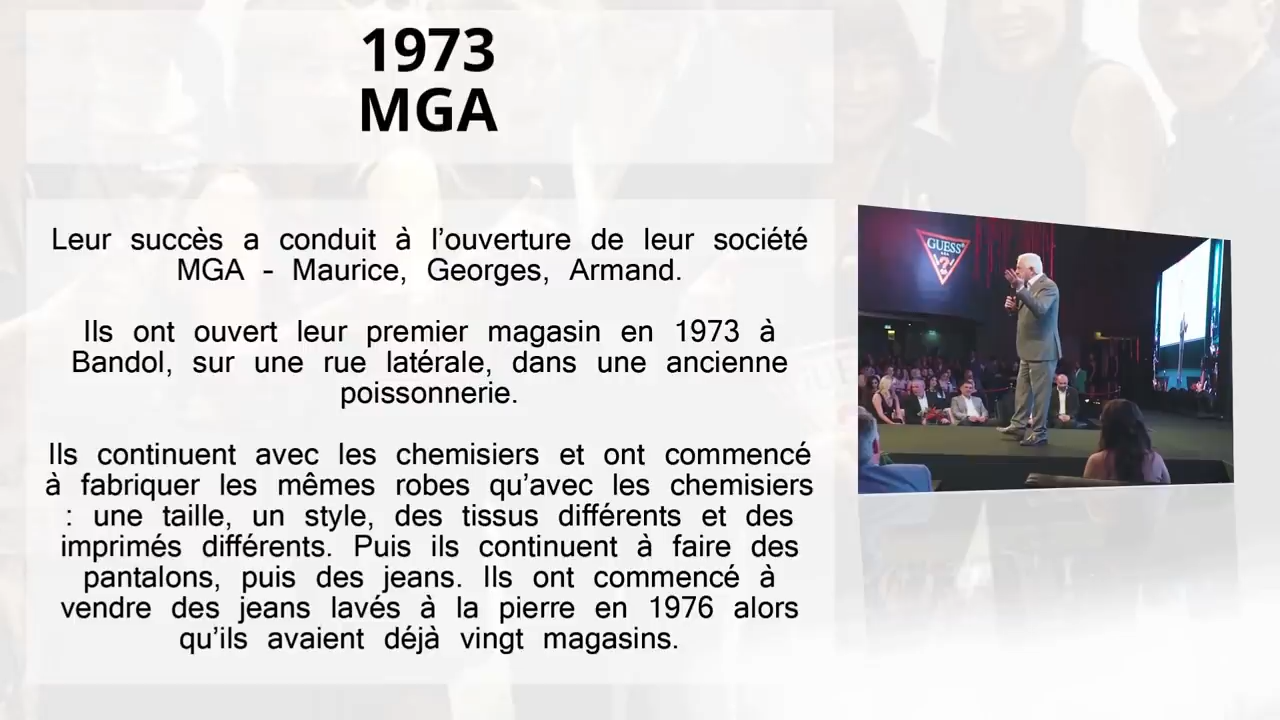 1973
MGA
Leur succès a conduit à l’ouverture de leur société
MGA - Maurice, Georges, Armand.
Ils ont ouvert leur premier magasin en 1973 à
Bandol, sur une rue latérale, dans une ancienne
poissonnerie.
Ils continuent avec les chemisiers et ont commencé
à fabriquer les mêmes robes qu’avec les chemisiers
: une taille, un style, des tissus différents et des
imprimés différents. Puis ils continuent à faire des
pantalons, puis des jeans. Ils ont commencé à
vendre des jeans lavés à la pierre en 1976 alors
qu’ils avaient déjà vingt magasins.
GUESS
?